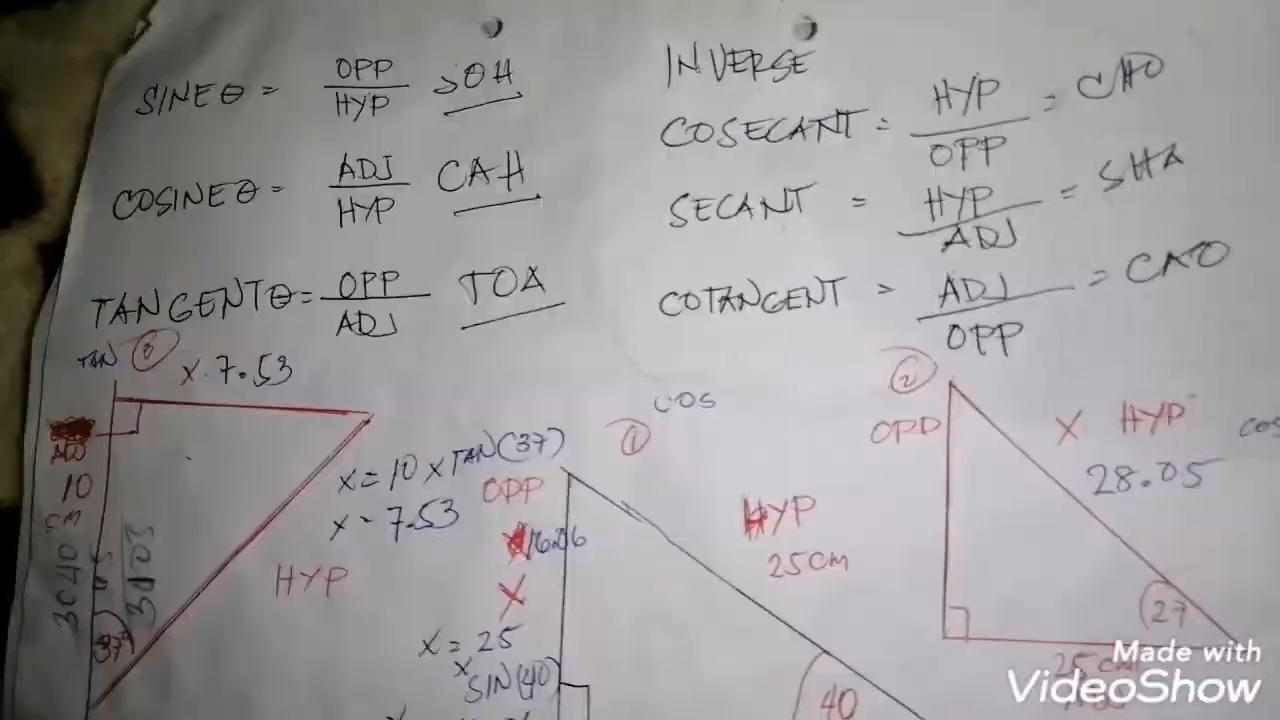 SINE θ = OPP / HYP SOH
COSINE θ = ADJ / HYP CAH
TANGENT θ = OPP / ADJ TOA
INVERSE
COSECANT = HYP / OPP = CHO
SECANT = HYP / ADJ = SHA
COTANGENT = ADJ / OPP = CAO
TAN 3
X 7.53
ADJ
10
37
HYP
X = 10 x TAN(37)
X = 7.53
1
COS
OPP
16.06
X
HYP
25cm
X = 25
x SIN(40)
40
2
OPP
X HYP
28.05
COS
27
25cm
Made with
VideoShow